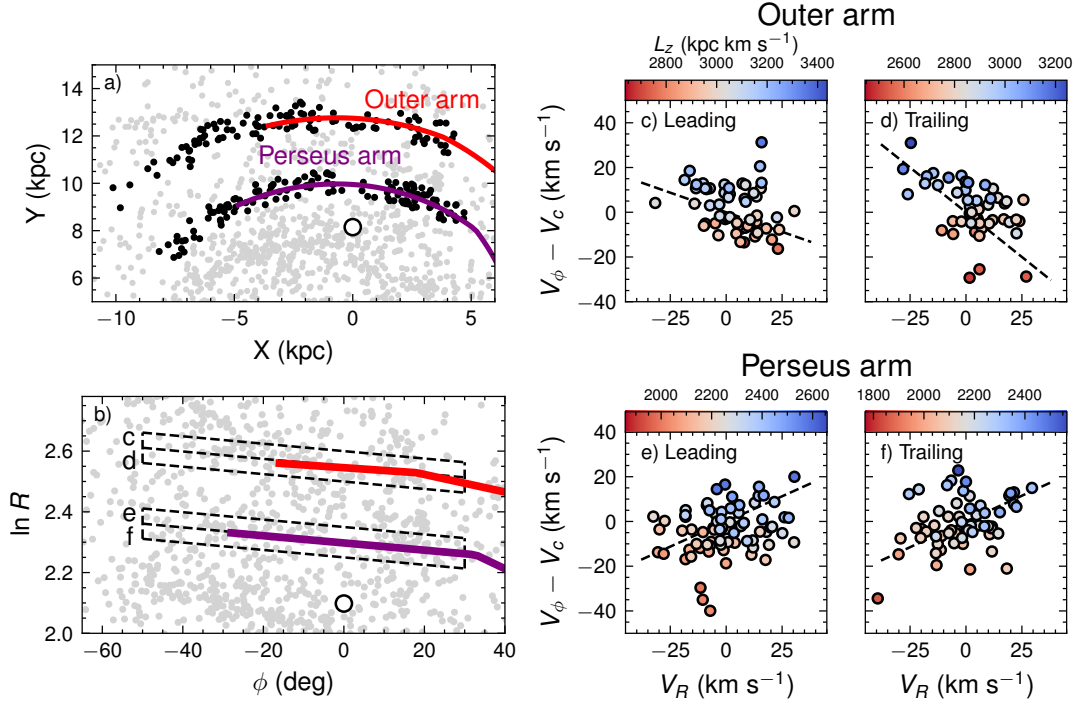 Outer arm
a)
Outer arm
Perseus arm
Y (kpc)
14
12
10
8
6
−10
−5
0
5
X (kpc)
L_z (kpc km s⁻¹)
2800
3000
3200
3400
2600
2800
3000
3200
c) Leading
d) Trailing
V_ϕ − V_c (km s⁻¹)
40
20
0
−20
−40
−25
0
25
−25
0
25
Perseus arm
b)
c
d
e
f
ln R
2.6
2.4
2.2
2.0
−60
−40
−20
0
20
40
ϕ (deg)
2000
2200
2400
2600
1800
2000
2200
2400
e) Leading
f) Trailing
V_ϕ − V_c (km s⁻¹)
40
20
0
−20
−40
−25
0
25
−25
0
25
V_R (km s⁻¹)
V_R (km s⁻¹)